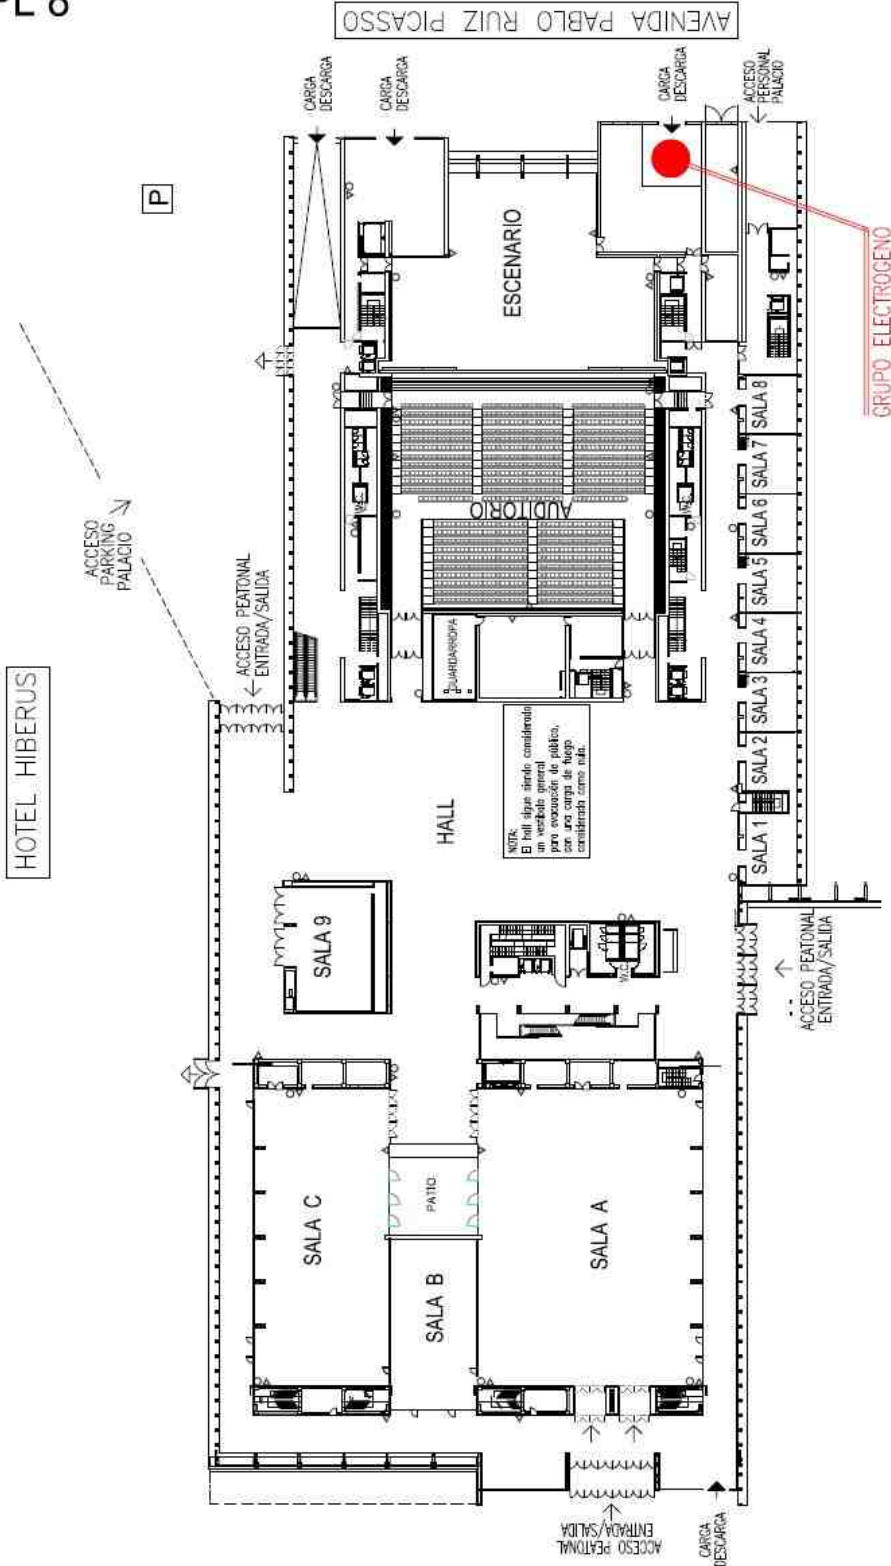 PL 6
AVENIDA PABLO RUIZ PICASSO
CARGA
DESCARGA
CARGA
DESCARGA
CARGA
DESCARGA
ACCESO
PERSONAL
PALACIO
P
GRUPO ELECTROGENO
ESCENARIO
AUDITORIO
SALA 8
SALA 7
SALA 6
SALA 5
SALA 4
SALA 3
SALA 2
SALA 1
ACCESO
PARKING
PALACIO
ACCESO PEATONAL
ENTRADA/SALIDA
HOTEL HIBERUS
GUARDARROPA
NOTA:
El hall sigue siendo considerado
un vestíbulo general
para evacuación de público,
con una carga de fuego
considerada como nula.
HALL
SALA 9
W.C.
ACCESO PEATONAL
ENTRADA/SALIDA
SALA C
PATIO
SALA B
SALA A
ACCESO PEATONAL
ENTRADA/SALIDA
CARGA
DESCARGA